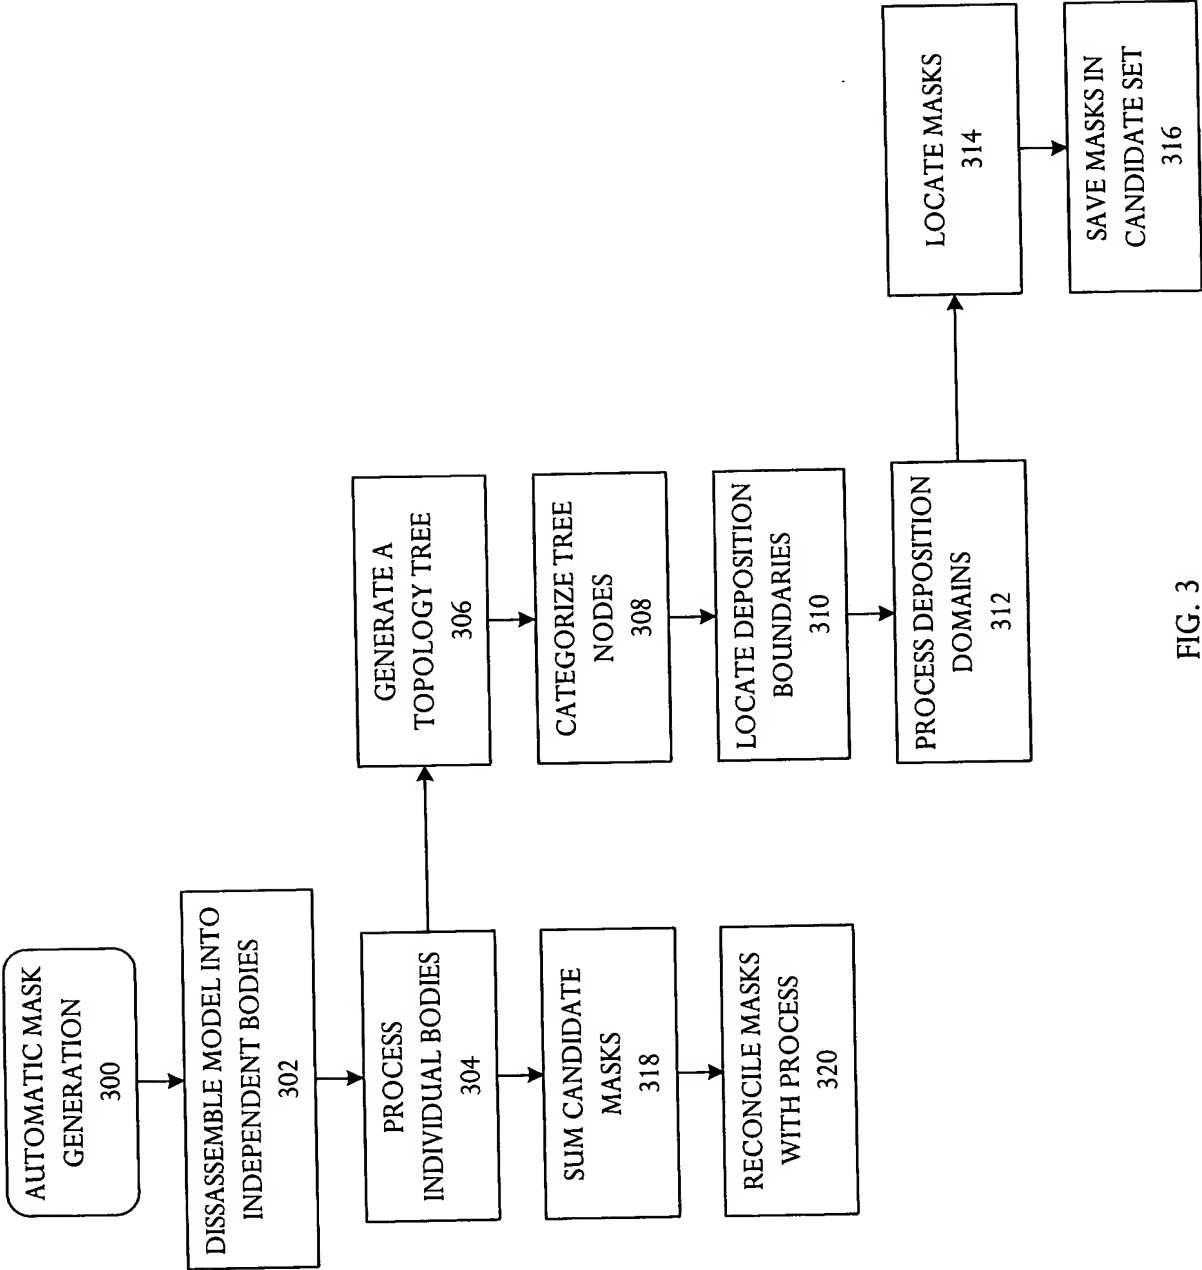 AUTOMATIC MASK
GENERATION
300
DISSASSEMBLE MODEL INTO
INDEPENDENT BODIES
302
PROCESS
INDIVIDUAL BODIES
304
SUM CANDIDATE
MASKS
318
RECONCILE MASKS
WITH PROCESS
320
GENERATE A
TOPOLOGY TREE
306
CATEGORIZE TREE
NODES
308
LOCATE DEPOSITION
BOUNDARIES
310
PROCESS DEPOSITION
DOMAINS
312
LOCATE MASKS
314
SAVE MASKS IN
CANDIDATE SET
316
FIG. 3